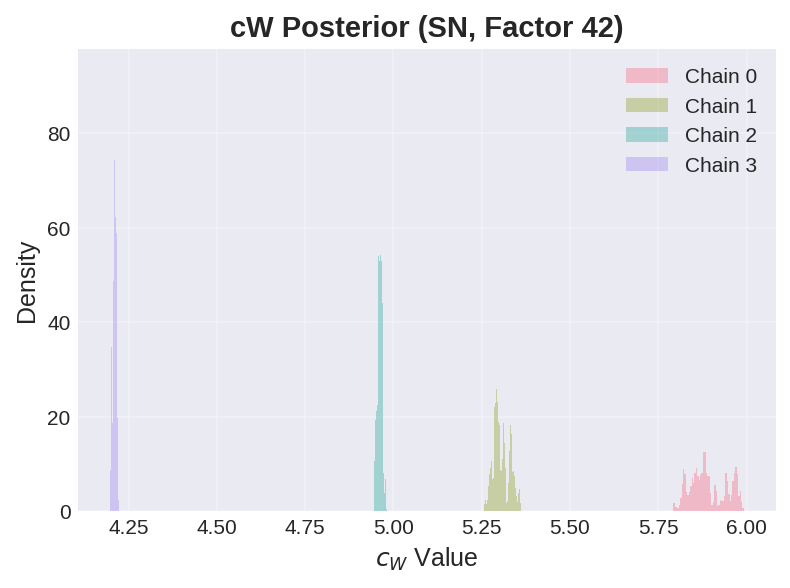 cW Posterior (SN, Factor 42)
Chain 0
Chain 1
Chain 2
Chain 3
Density
80
60
40
20
0
4.25 4.50 4.75 5.00 5.25 5.50 5.75 6.00
c_W Value